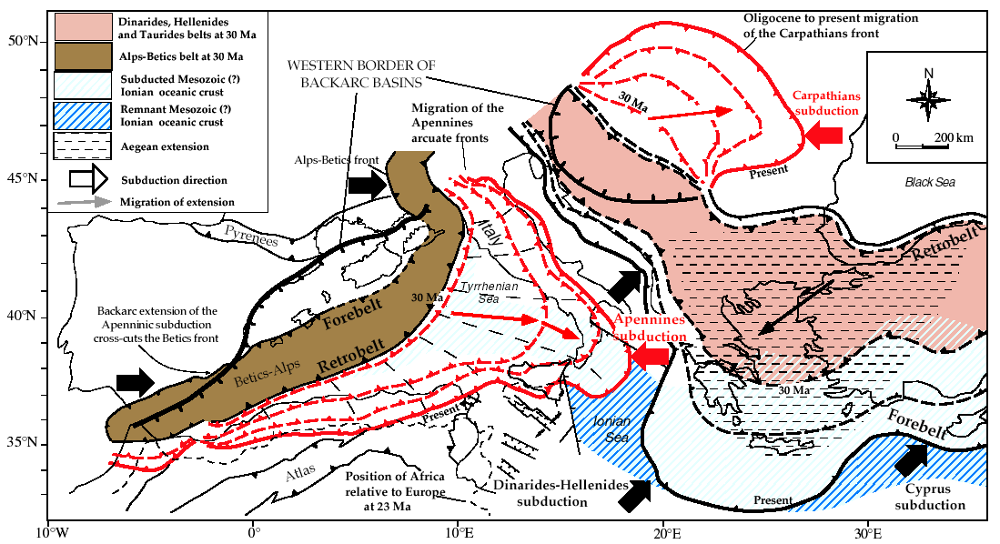 50°N
45°N
40°N
35°N
10°W
0°
10°E
20°E
30°E
Dinarides, Hellenides
and Taurides belts at 30 Ma
Alps-Betics belt at 30 Ma
Subducted Mesozoic (?)
Ionian oceanic crust
Remnant Mesozoic (?)
Ionian oceanic crust
Aegean extension
Subduction direction
Migration of extension
WESTERN BORDER OF
BACKARC BASINS
Migration of the
Apennines
arcuate fronts
Alps-Betics front
Oligocene to present migration
of the Carpathians front
30 Ma
Carpathians
subduction
Present
N
0 200 km
Black Sea
Pyrenees
Italy
Tyrrhenian
Sea
30 Ma
Forebelt
Retrobelt
Betics-Alps
Backarc extension of the
Apenninic subduction
cross-cuts the Betics front
Apennines
subduction
Retrobelt
30 Ma
Forebelt
Present
Ionian
Sea
Atlas
Position of Africa
relative to Europe
at 23 Ma
Dinarides-Hellenides
subduction
Present
Cyprus
subduction